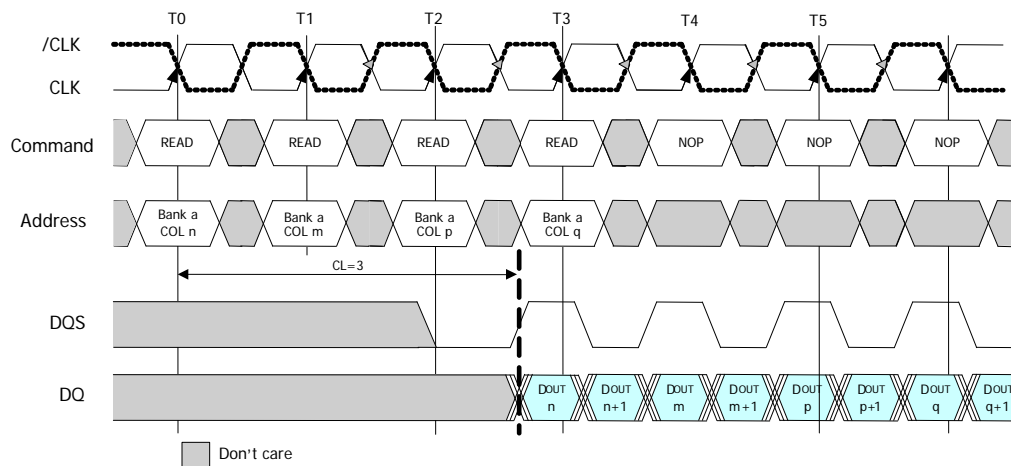 T0 T1 T2 T3 T4 T5
/CLK
CLK
Command READ READ READ READ NOP NOP NOP
Address
Bank a Bank a Bank a Bank a
COL n COL m COL p COL q
CL=3
DQS
DQ
DOUT DOUT DOUT DOUT DOUT DOUT DOUT DOUT
n n+1 m m+1 p p+1 q q+1
Don't care